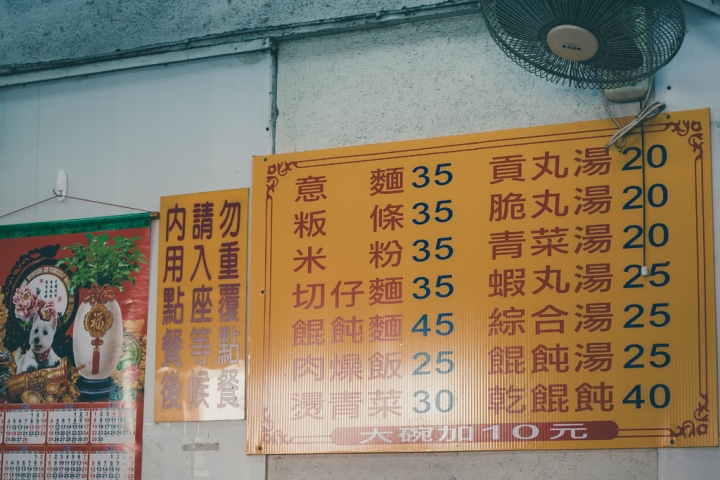 內用點餐後
請入座等候
勿重覆點餐
意麵 35
粄條 35
米粉 35
切仔麵 35
餛飩麵 45
肉燥飯 25
燙青菜 30
貢丸湯 20
脆丸湯 20
青菜湯 20
蝦丸湯 25
綜合湯 25
餛飩湯 25
乾餛飩 40
大碗加10元